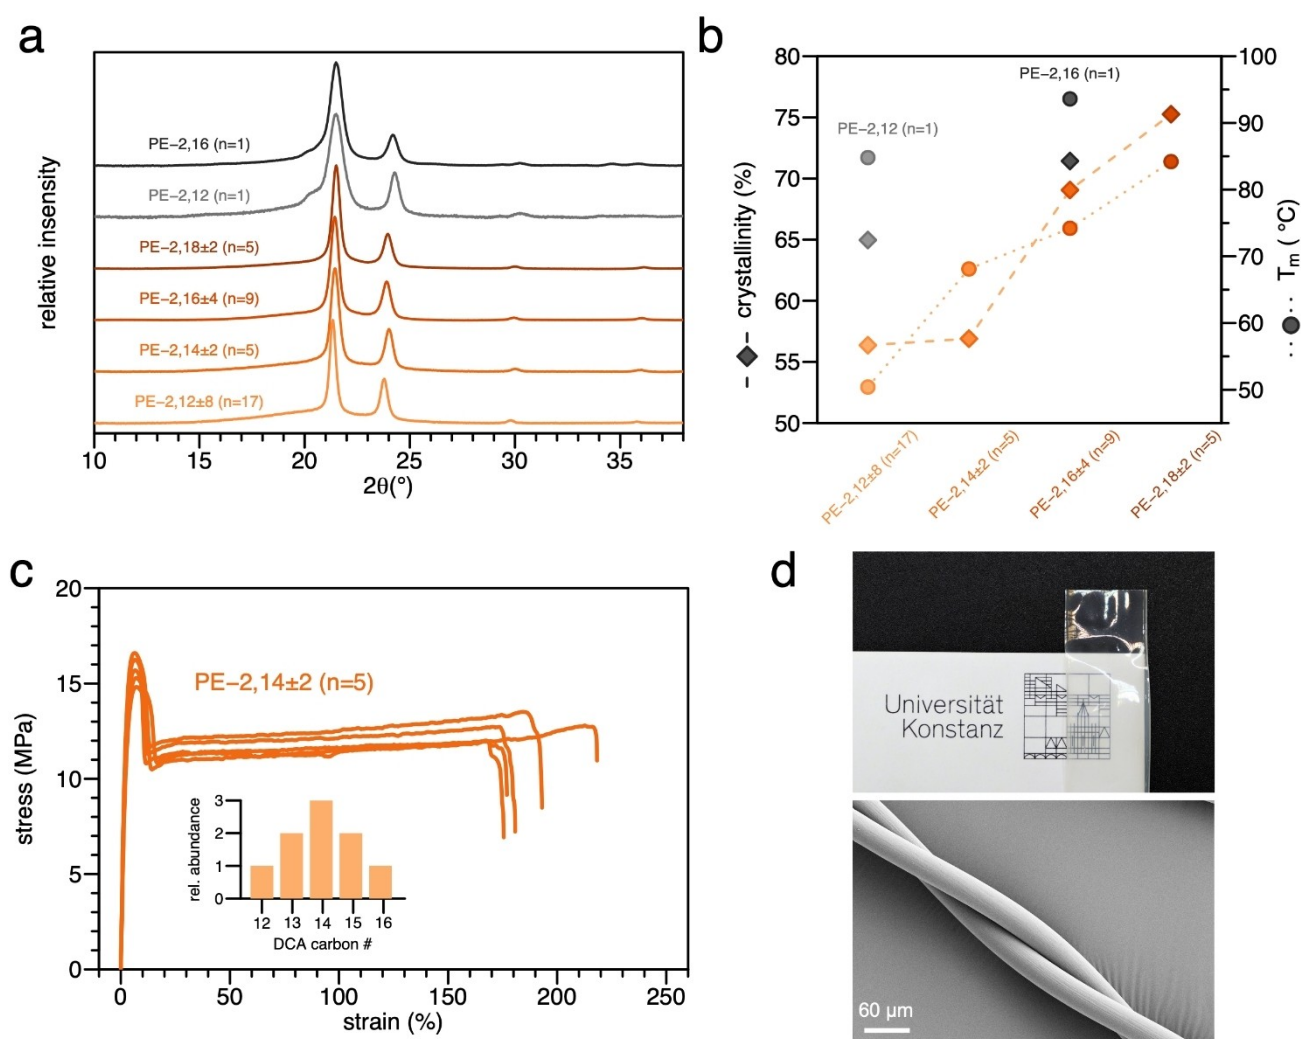 a
relative insensity
PE-2,16 (n=1)
PE-2,12 (n=1)
PE-2,18±2 (n=5)
PE-2,16±4 (n=9)
PE-2,14±2 (n=5)
PE-2,12±8 (n=17)
10 15 20 25 30 35
2θ(°)
b
crystallinity (%)
80
75
70
65
60
55
50
PE-2,16 (n=1)
PE-2,12 (n=1)
100
90
80
70
60
50
Tm ( °C)
PE-2,12±8 (n=17)
PE-2,14±2 (n=5)
PE-2,16±4 (n=9)
PE-2,18±2 (n=5)
c
stress (MPa)
20
15
10
5
0
PE-2,14±2 (n=5)
rel. abundance
3
2
1
0
12 13 14 15 16
DCA carbon #
0 50 100 150 200 250
strain (%)
d
Universität
Konstanz
60 µm